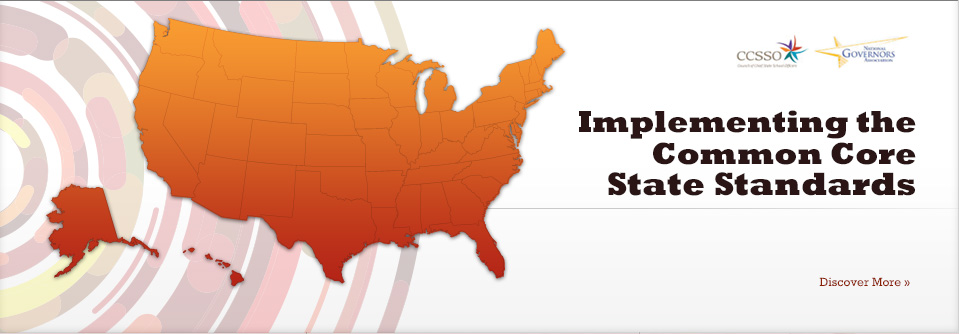 CCSSO
Council of Chief State School Officers
NATIONAL
GOVERNORS
ASSOCIATION
Implementing the
Common Core
State Standards
Discover More »